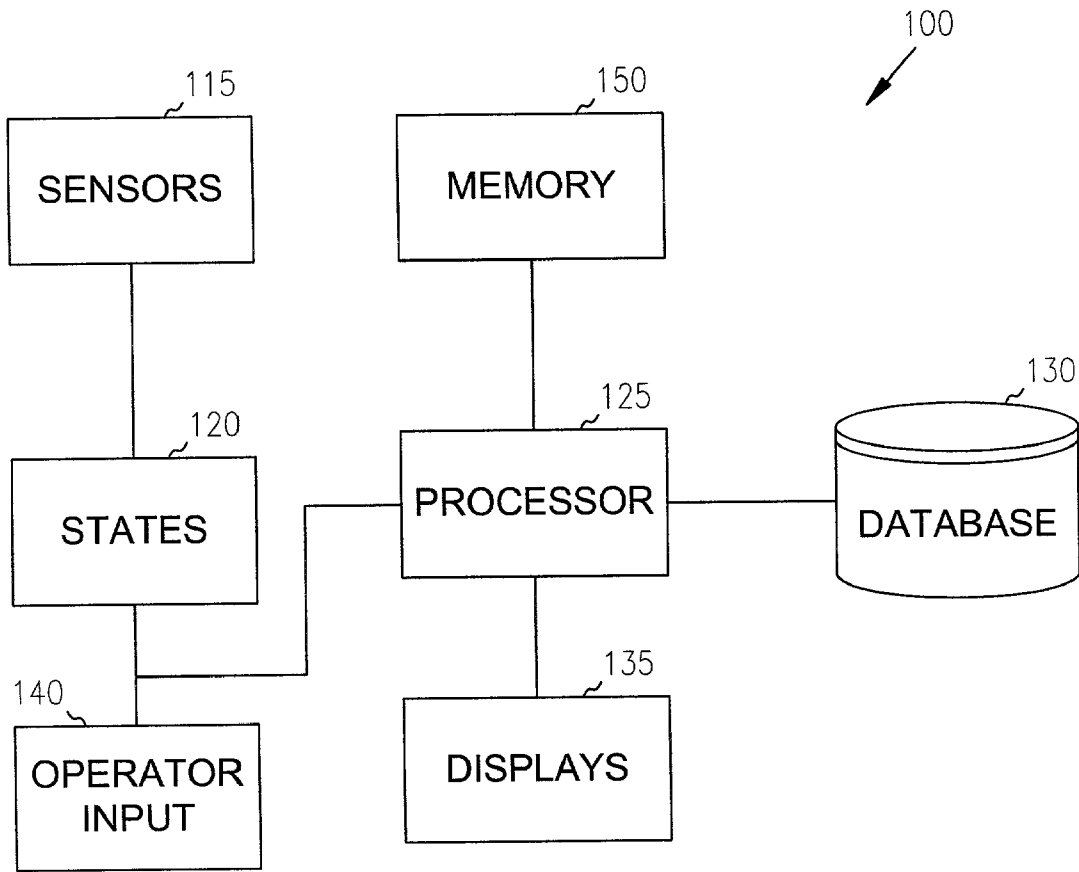 100
115
SENSORS
150
MEMORY
120
STATES
125
PROCESSOR
130
DATABASE
140
OPERATOR
INPUT
135
DISPLAYS